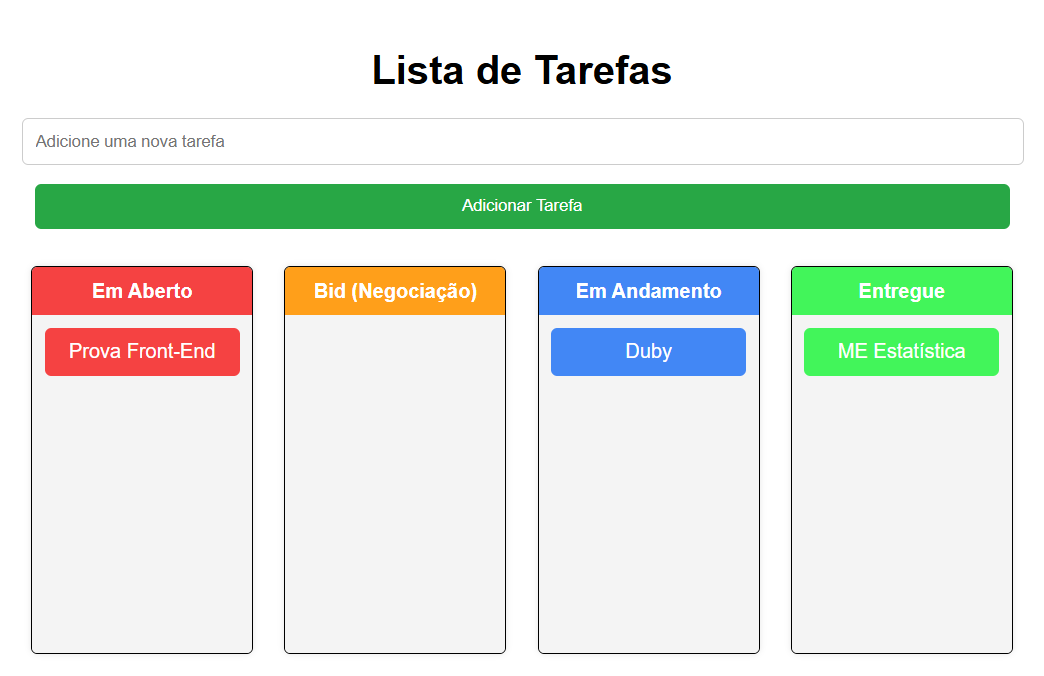 Lista de Tarefas
Adicione uma nova tarefa
Adicionar Tarefa
Em Aberto
Prova Front-End
Bid (Negociação)
Em Andamento
Duby
Entregue
ME Estatística